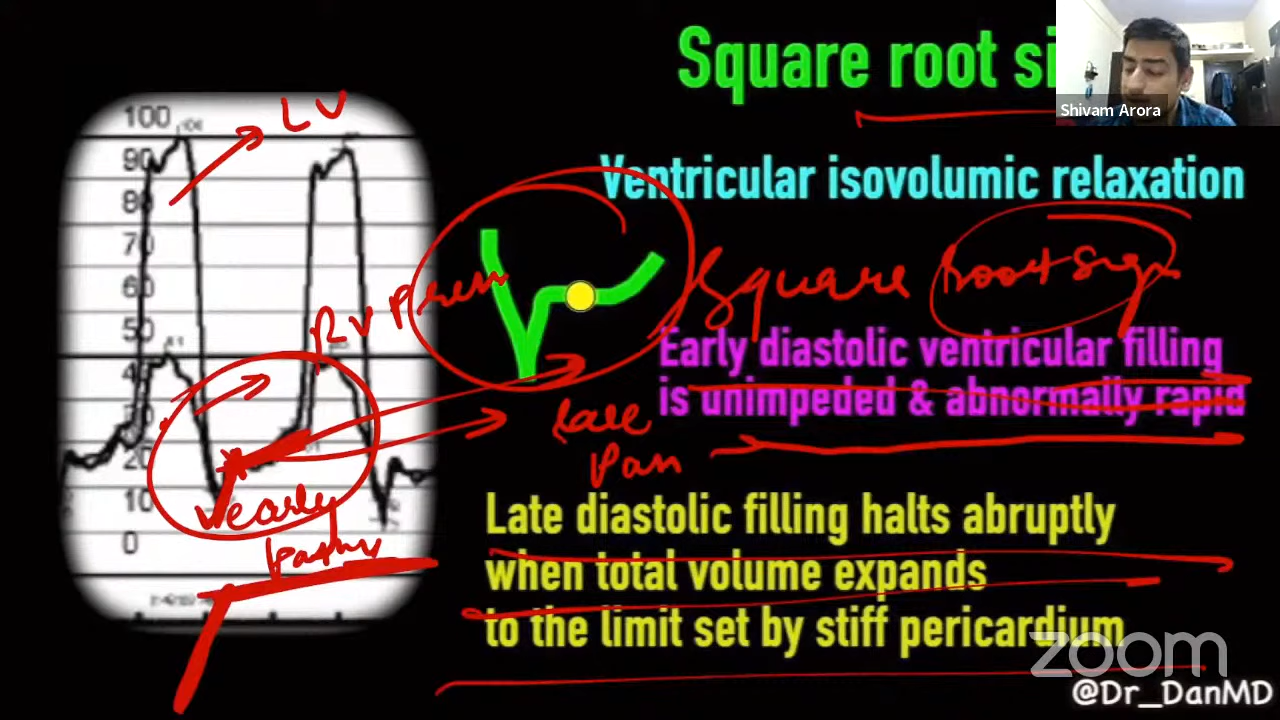 Square root si
Shivam Arora
LV
100
90
80
70
60
50
40
30
20
10
0
Ventricular isovolumic relaxation
Square root sign
RV
Early diastolic ventricular filling
is unimpeded & abnormally rapid
late
early
Late diastolic filling halts abruptly
when total volume expands
to the limit set by stiff pericardium
zoom
@Dr_DanMD